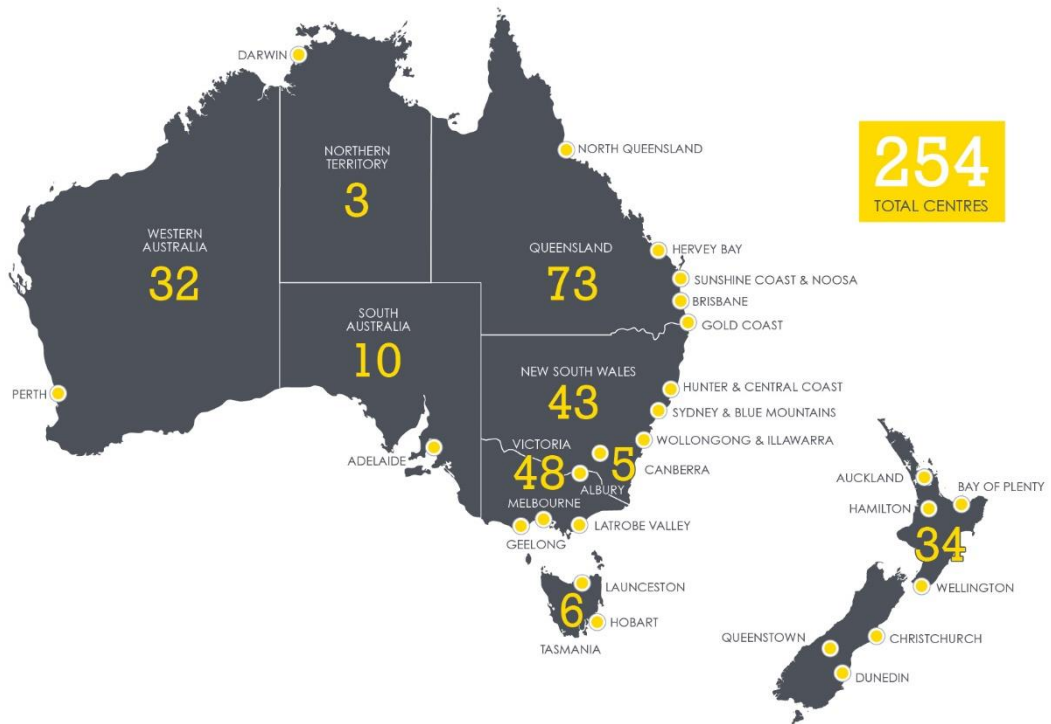 DARWIN
NORTHERN
TERRITORY
3
NORTH QUEENSLAND
254
TOTAL CENTRES
WESTERN
AUSTRALIA
32
QUEENSLAND
73
HERVEY BAY
SUNSHINE COAST & NOOSA
BRISBANE
GOLD COAST
SOUTH
AUSTRALIA
10
NEW SOUTH WALES
43
PERTH
HUNTER & CENTRAL COAST
SYDNEY & BLUE MOUNTAINS
WOLLONGONG & ILLAWARRA
ADELAIDE
VICTORIA
48
5
CANBERRA
ALBURY
MELBOURNE
GEELONG
LATROBE VALLEY
LAUNCESTON
6
HOBART
TASMANIA
AUCKLAND
BAY OF PLENTY
HAMILTON
34
WELLINGTON
QUEENSTOWN
CHRISTCHURCH
DUNEDIN